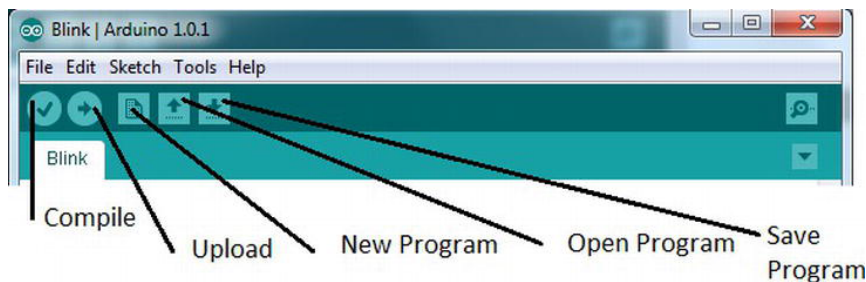 Blink | Arduino 1.0.1
File Edit Sketch Tools Help
Blink
Compile
Upload
New Program
Open Program
Save
Program